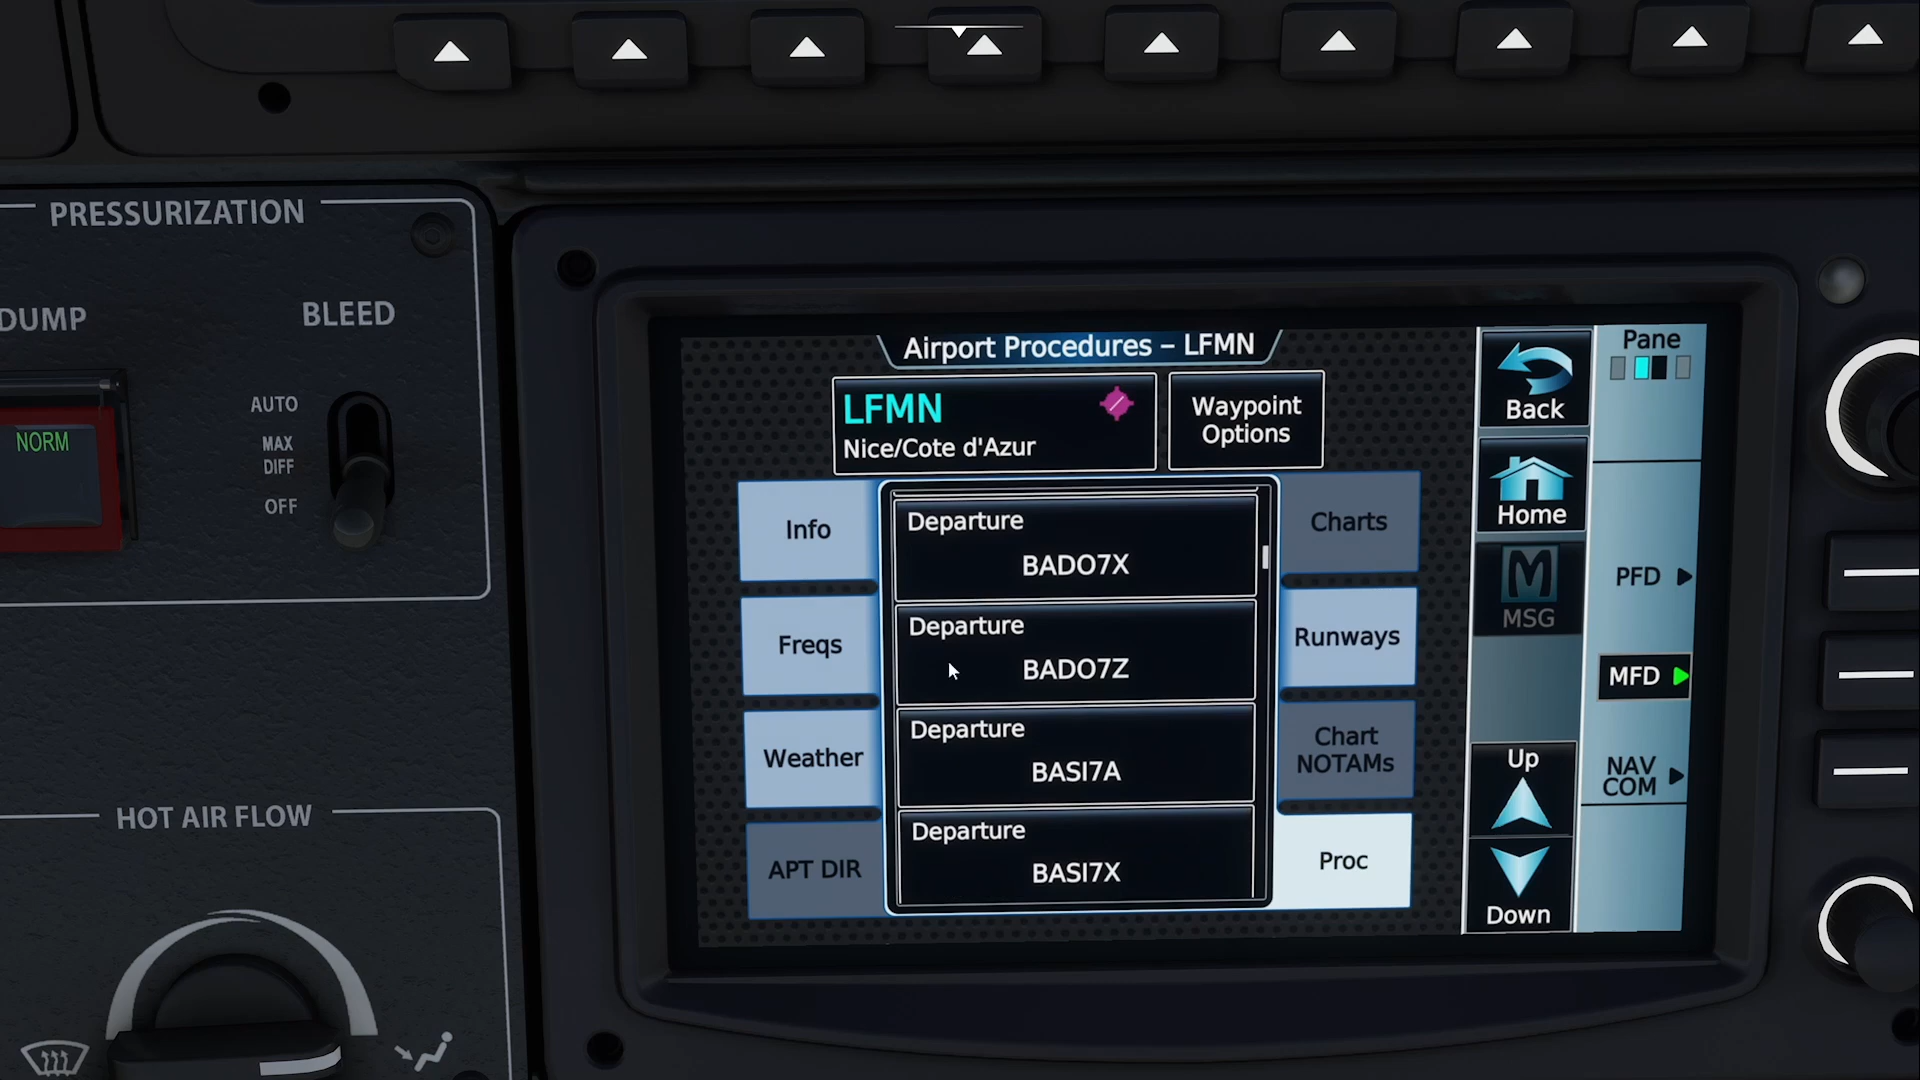 PRESSURIZATION
DUMP
BLEED
AUTO
MAX
DIFF
OFF
NORM
HOT AIR FLOW
Airport Procedures – LFMN
LFMN
Nice/Cote d'Azur
Waypoint
Options
Info
Freqs
Weather
APT DIR
Departure
BADO7X
Departure
BADO7Z
Departure
BASI7A
Departure
BASI7X
Charts
Runways
Chart
NOTAMs
Proc
Back
Home
MSG
Up
Down
Pane
PFD
MFD
NAV
COM